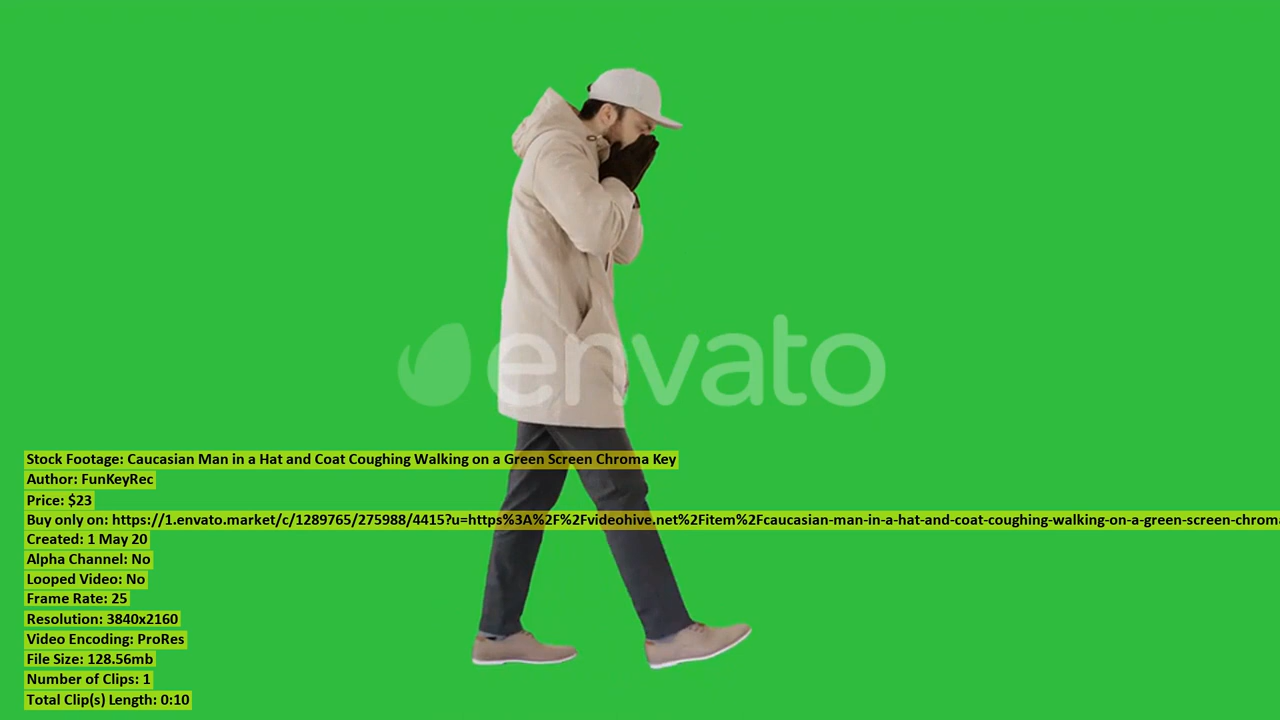 envato
Stock Footage: Caucasian Man in a Hat and Coat Coughing Walking on a Green Screen Chroma Key
Author: FunKeyRec
Price: $23
Buy only on: https://1.envato.market/c/1289765/275988/4415?u=https%3A%2F%2Fvideohive.net%2Fitem%2Fcaucasian-man-in-a-hat-and-coat-coughing-walking-on-a-green-screen-chroma
Created: 1 May 20
Alpha Channel: No
Looped Video: No
Frame Rate: 25
Resolution: 3840x2160
Video Encoding: ProRes
File Size: 128.56mb
Number of Clips: 1
Total Clip(s) Length: 0:10